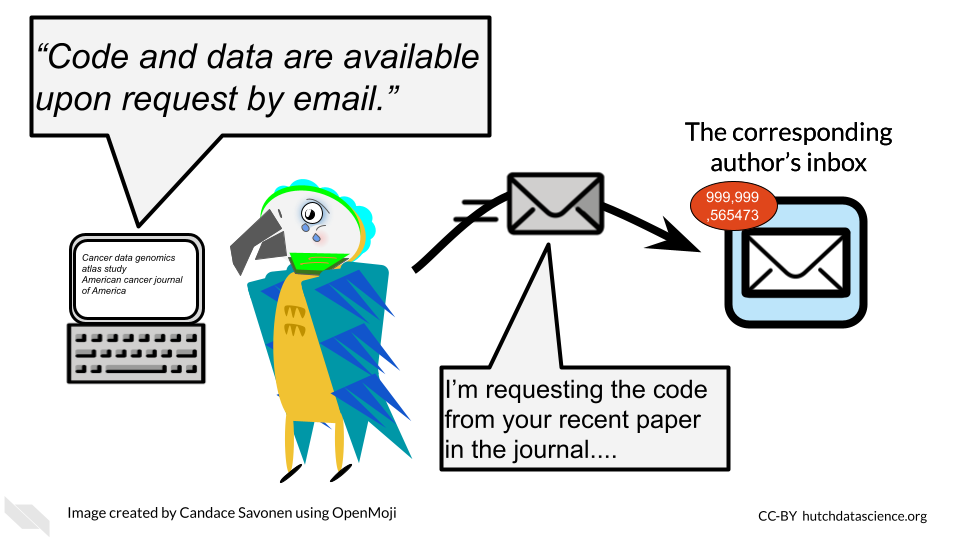 “Code and data are available
upon request by email.”
The corresponding
author’s inbox
999,999
,565473
Cancer data genomics
atlas study
American cancer journal
of America
I’m requesting the code
from your recent paper
in the journal....
Image created by Candace Savonen using OpenMoji
CC-BY hutchdatascience.org